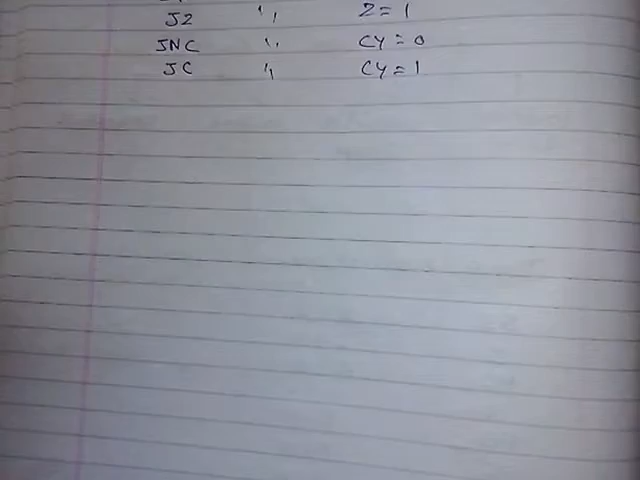 JZ " Z = 1
JNC " CY = 0
JC " CY = 1